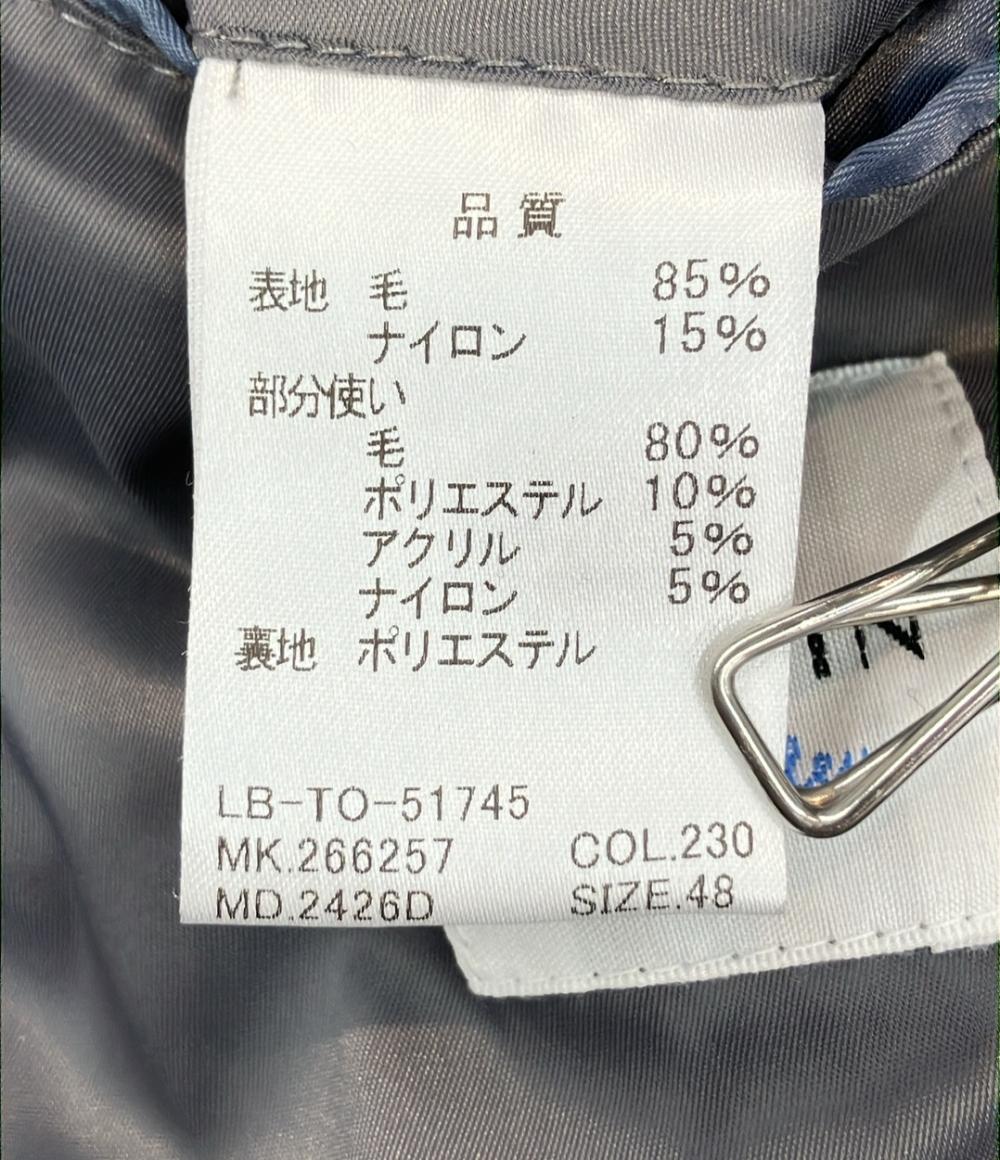 品質
表地 毛 85%
ナイロン 15%
部分使い
毛 80%
ポリエステル 10%
アクリル 5%
ナイロン 5%
裏地 ポリエステル
LB-TO-51745
MK.266257 COL.230
MD.2426D SIZE.48